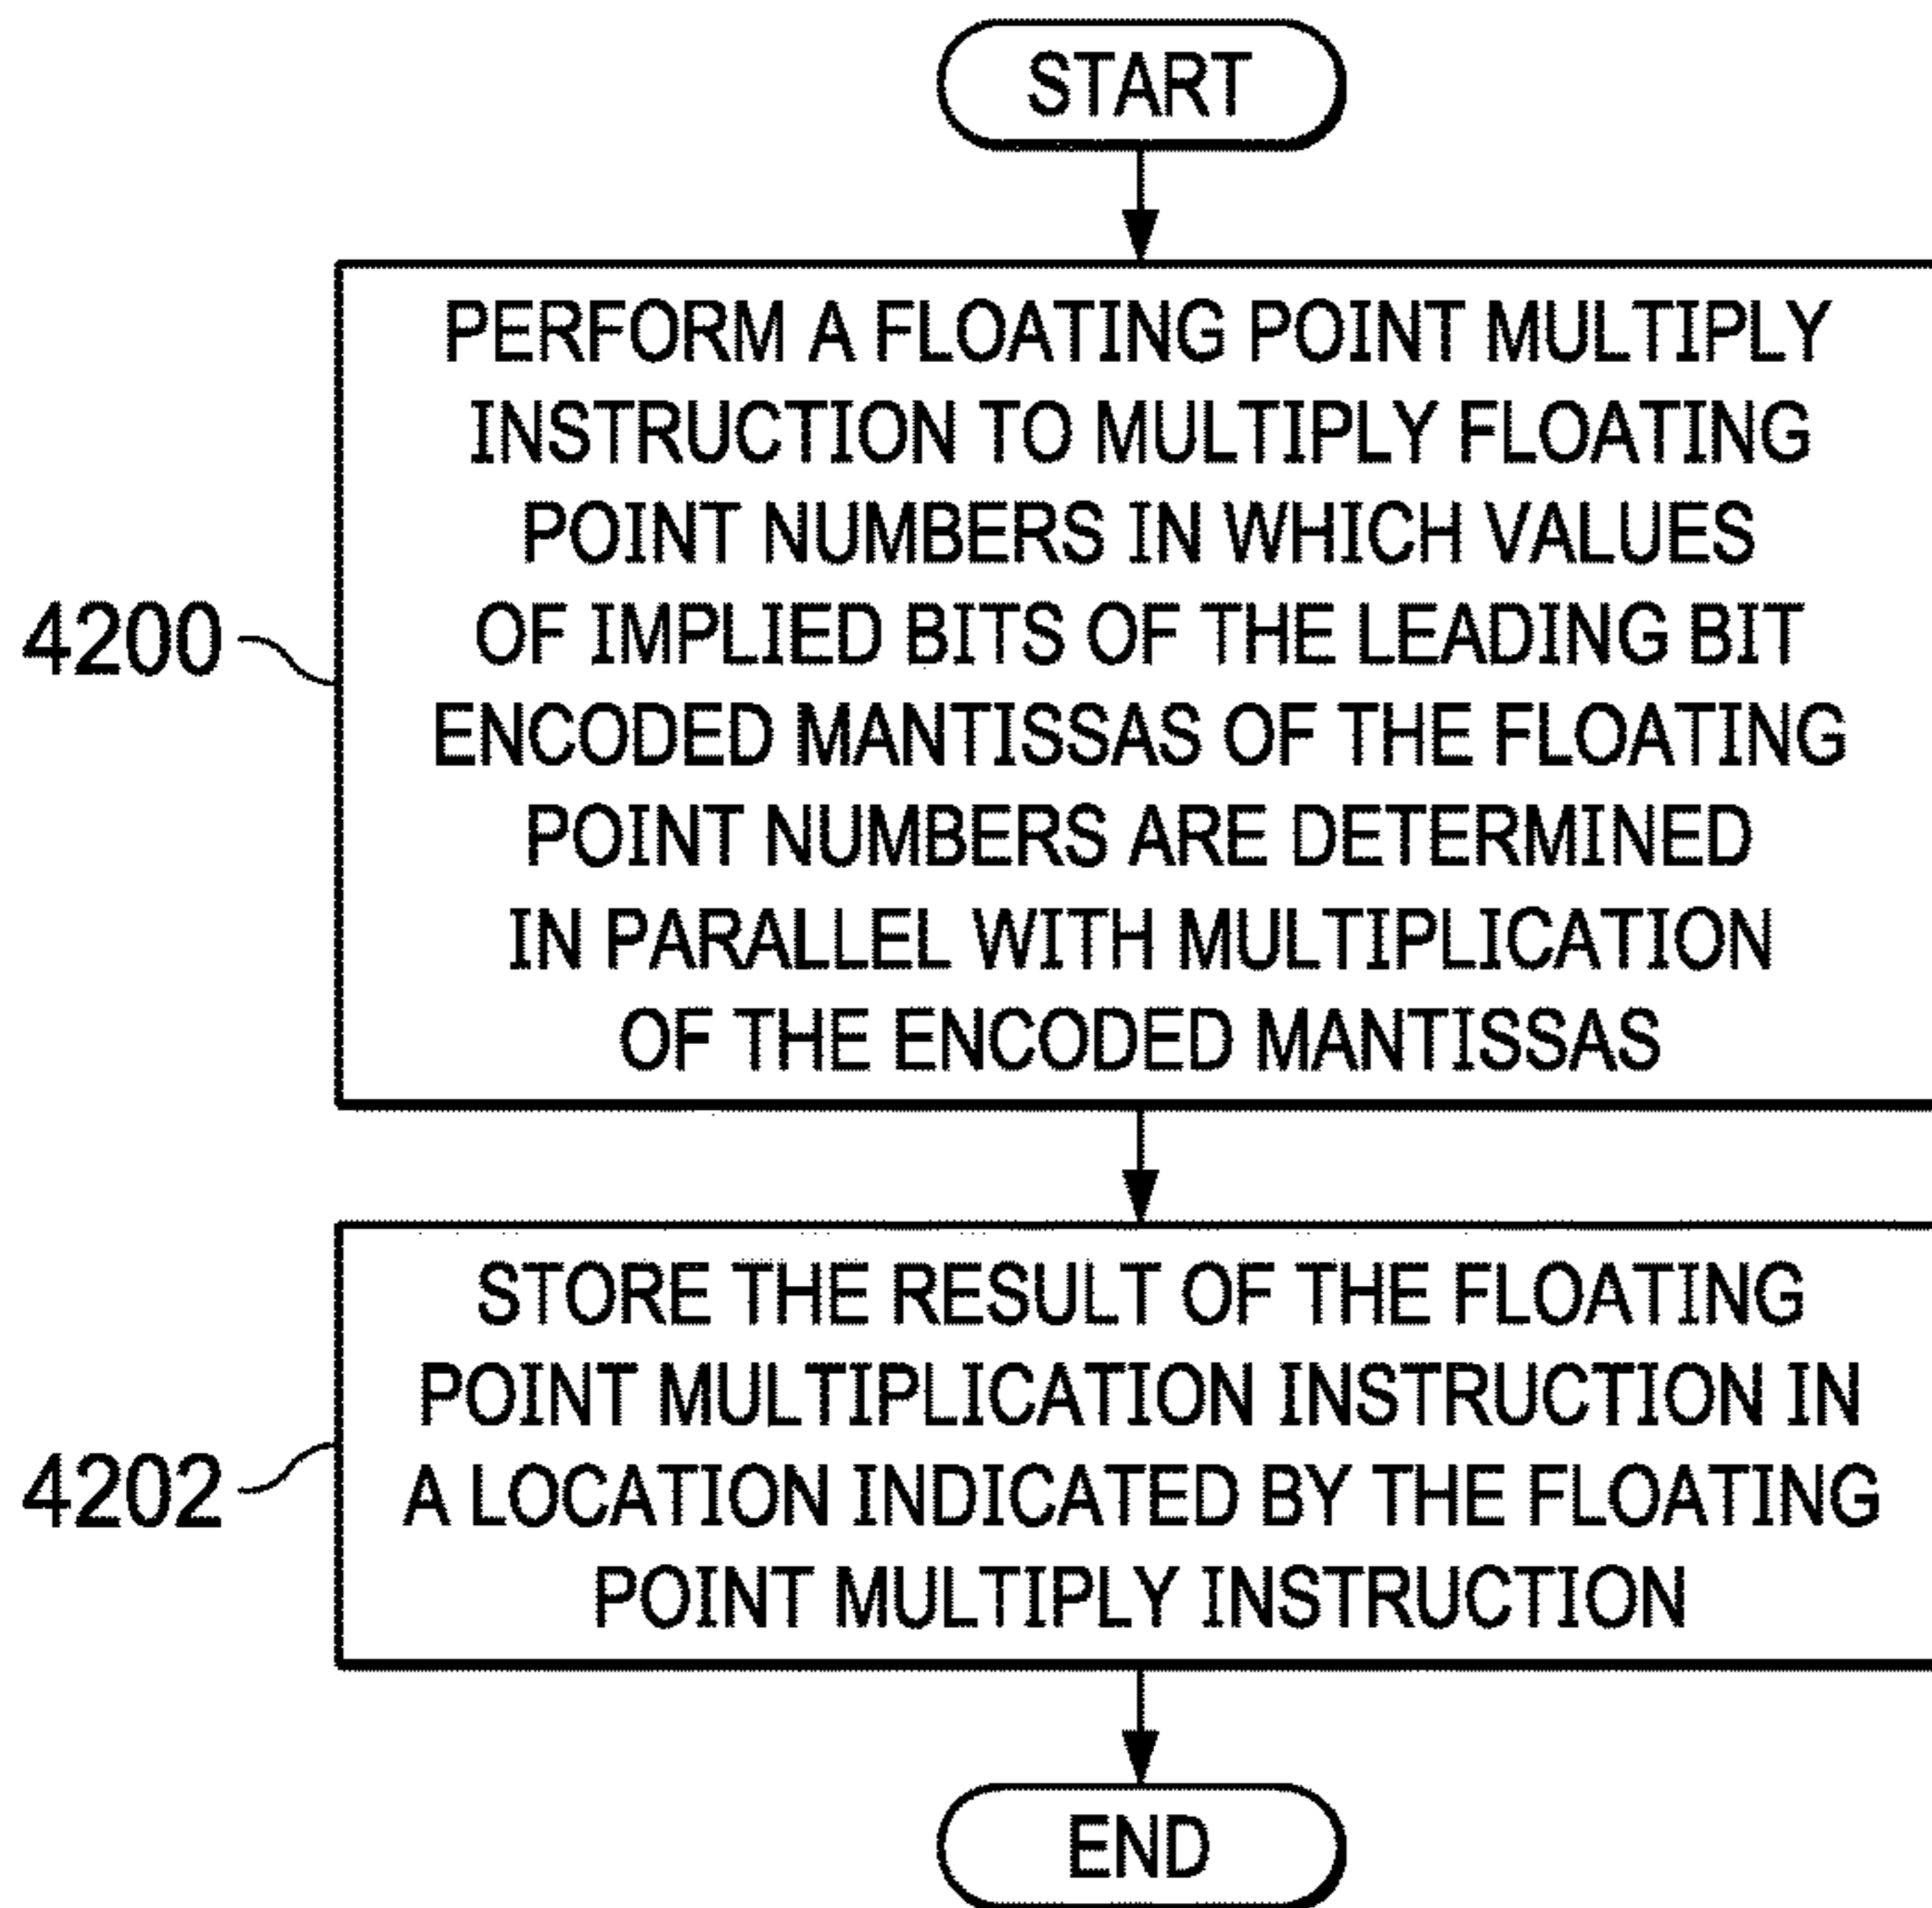 START
PERFORM A FLOATING POINT MULTIPLY
INSTRUCTION TO MULTIPLY FLOATING
POINT NUMBERS IN WHICH VALUES
OF IMPLIED BITS OF THE LEADING BIT
ENCODED MANTISSAS OF THE FLOATING
POINT NUMBERS ARE DETERMINED
IN PARALLEL WITH MULTIPLICATION
OF THE ENCODED MANTISSAS
4200
STORE THE RESULT OF THE FLOATING
POINT MULTIPLICATION INSTRUCTION IN
A LOCATION INDICATED BY THE FLOATING
POINT MULTIPLY INSTRUCTION
4202
END